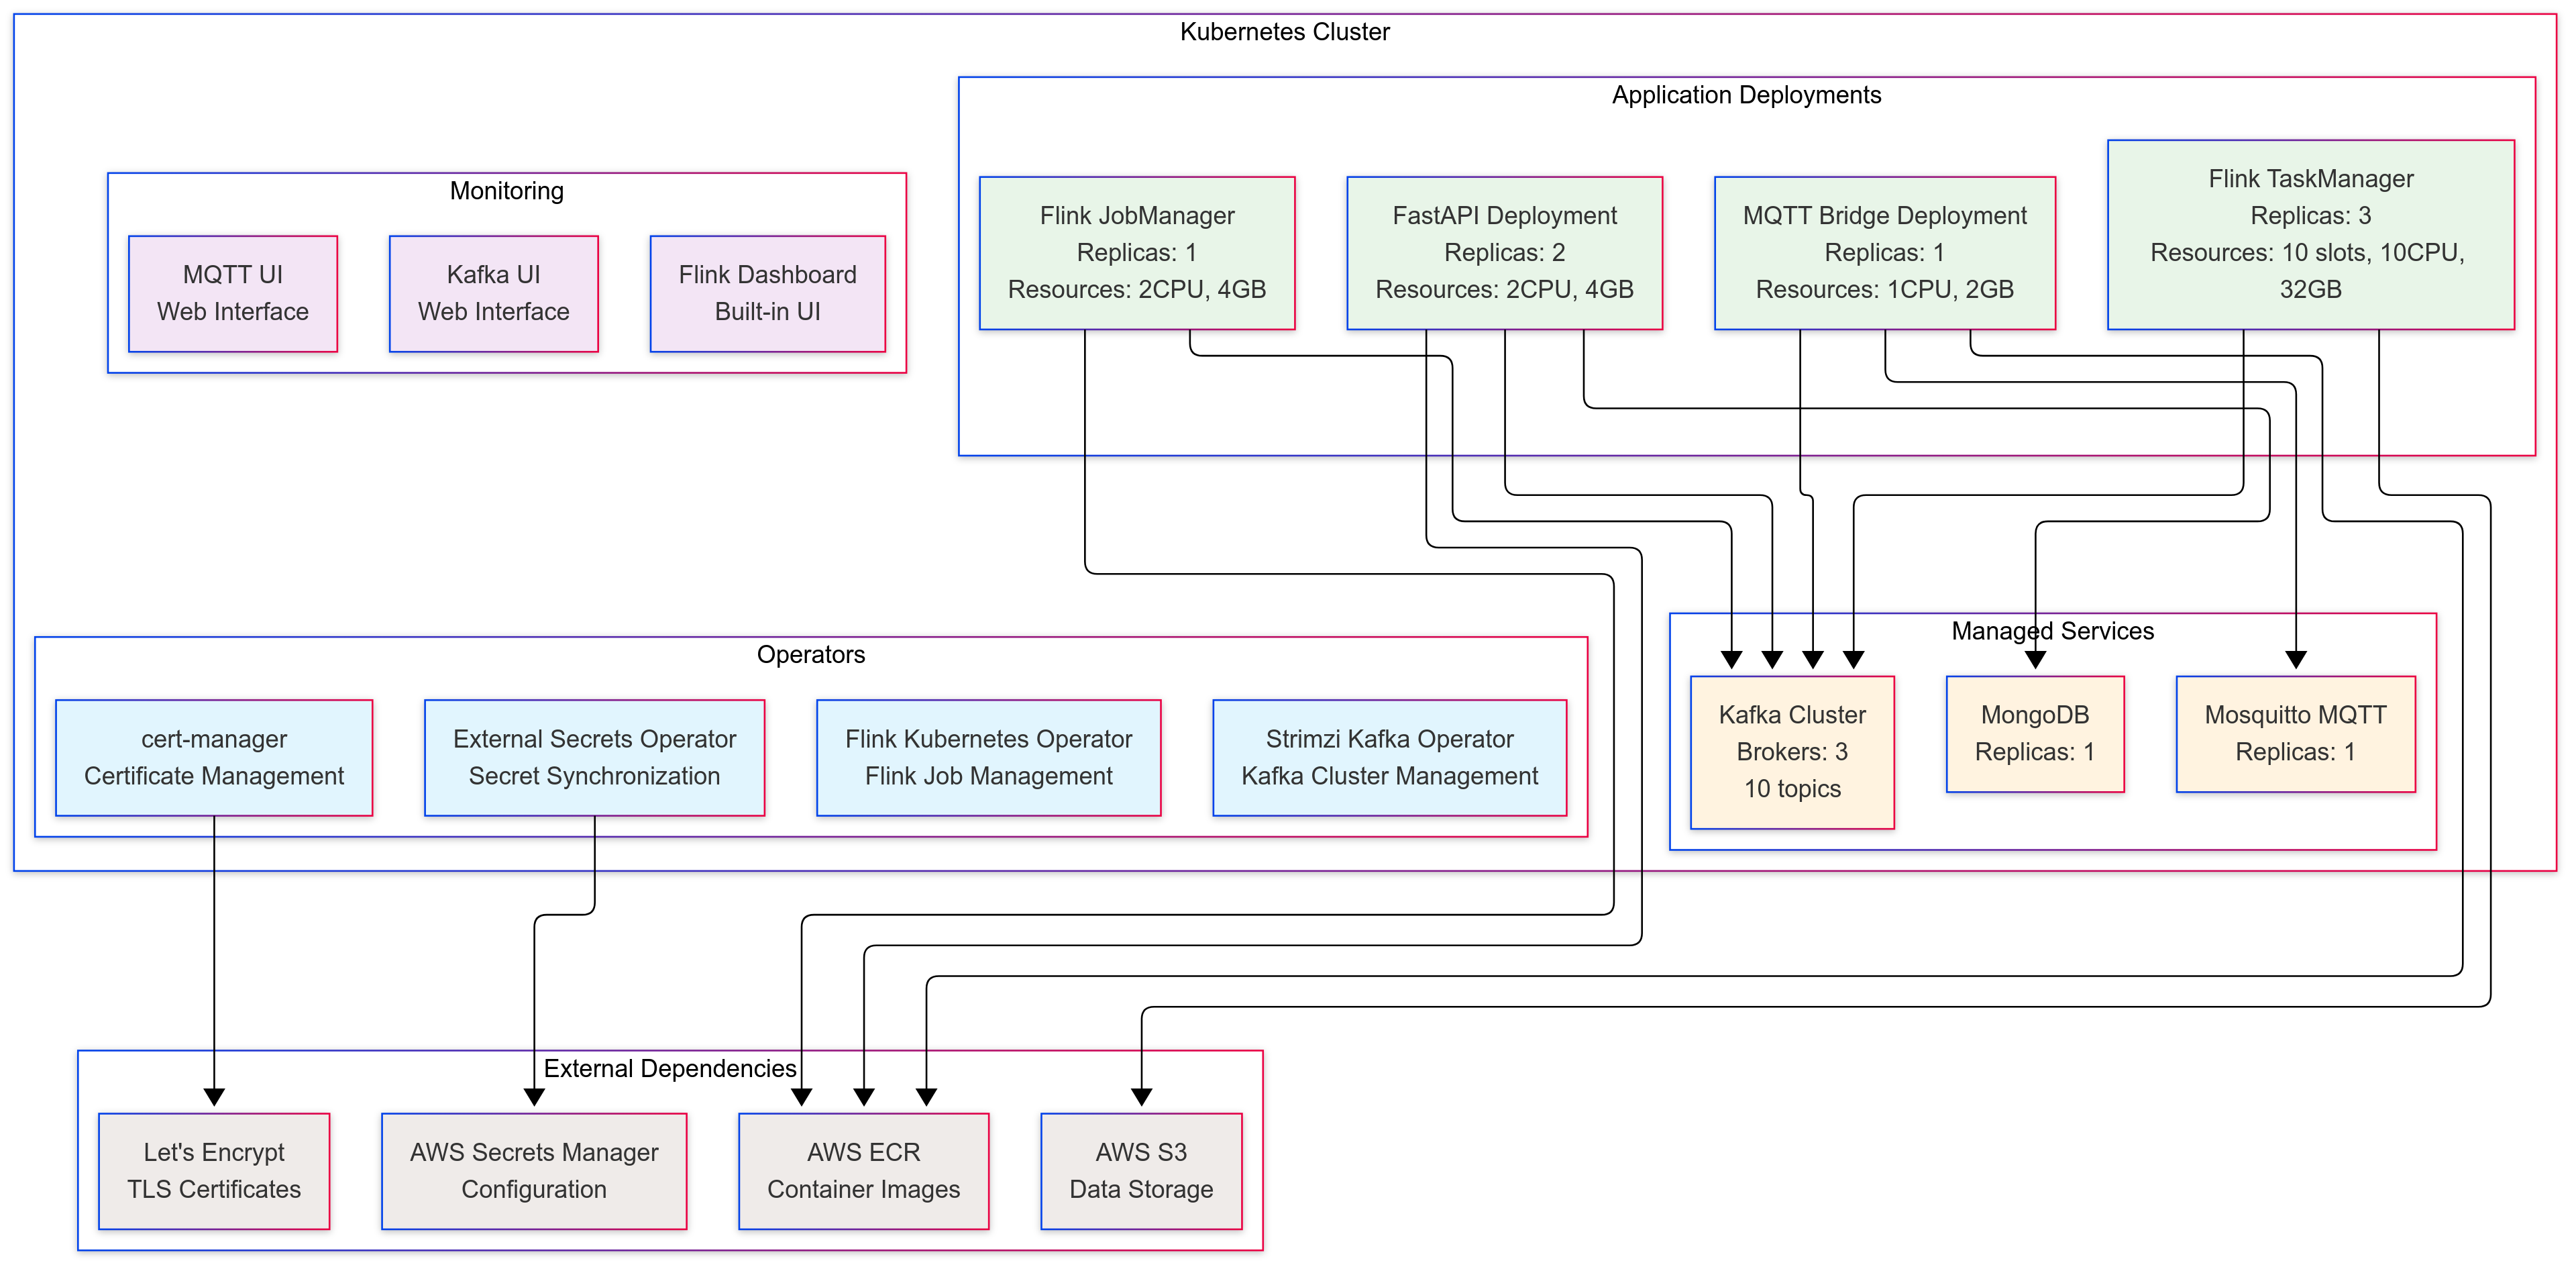 Kubernetes Cluster
Application Deployments
Flink JobManager
Replicas: 1
Resources: 2CPU, 4GB
FastAPI Deployment
Replicas: 2
Resources: 2CPU, 4GB
MQTT Bridge Deployment
Replicas: 1
Resources: 1CPU, 2GB
Flink TaskManager
Replicas: 3
Resources: 10 slots, 10CPU,
32GB
Monitoring
MQTT UI
Web Interface
Kafka UI
Web Interface
Flink Dashboard
Built-in UI
Operators
cert-manager
Certificate Management
External Secrets Operator
Secret Synchronization
Flink Kubernetes Operator
Flink Job Management
Strimzi Kafka Operator
Kafka Cluster Management
Managed Services
Kafka Cluster
Brokers: 3
10 topics
MongoDB
Replicas: 1
Mosquitto MQTT
Replicas: 1
External Dependencies
Let's Encrypt
TLS Certificates
AWS Secrets Manager
Configuration
AWS ECR
Container Images
AWS S3
Data Storage